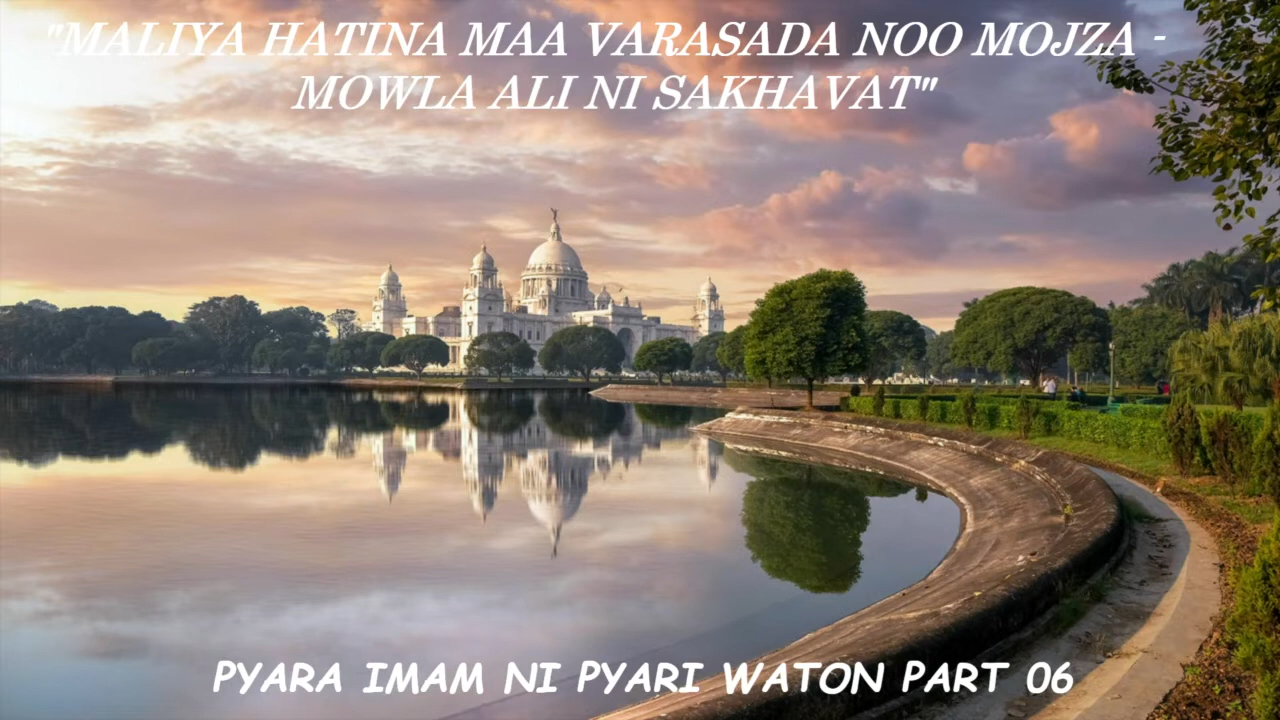 "MALIYA HATINA MAA VARASADA NOO MOJZA -
MOWLA ALI NI SAKHAVAT"
PYARA IMAM NI PYARI WATON PART 06